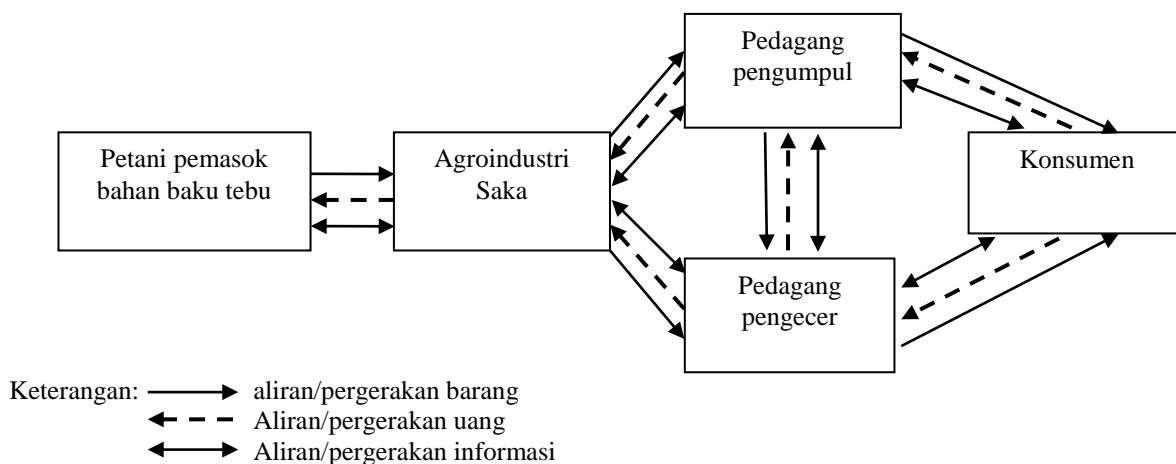 Pedagang
pengumpul
Petani pemasok
bahan baku tebu
Agroindustri
Saka
Konsumen
Pedagang
pengecer
Keterangan:
aliran/pergerakan barang
Aliran/pergerakan uang
Aliran/pergerakan informasi